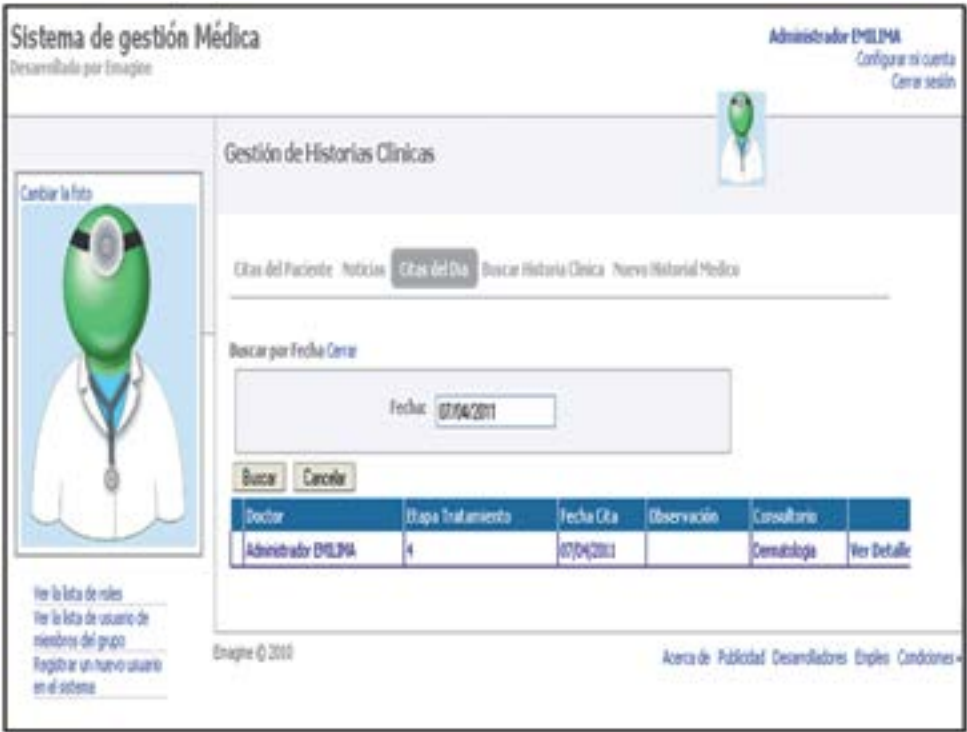 Sistema de gestión Médica
Desarrollado por Emagine
Administrador EMILIMA
Configurar mi cuenta
Cerrar sesión
Gestión de Historias Clinicas
Cambiar la foto
Citas del Paciente Noticias Citas del Dia Buscar Historia Clinica Nuevo Historial Medico
Buscar por Fecha Cerrar
Fecha: 07/04/2011
Buscar Cancelar
Doctor Etapa Tratamiento Fecha Cita Observación Consultorio
Administrador EMILIMA 4 07/04/2011 Dermatologia Ver Detalle
Ver la lista de roles
Ver la lista de usuario de
miembros del grupo
Registrar un nuevo usuario
en el sistema
Emagine © 2010
Acerca de Publicidad Desarrolladores Empleo Condiciones